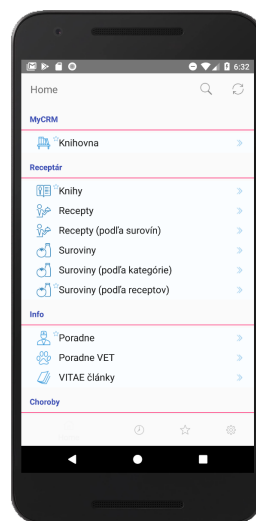 6:32
Home
MyCRM
Knihovna
Receptár
Knihy
Recepty
Recepty (podľa surovín)
Suroviny
Suroviny (podľa kategórie)
Suroviny (podľa receptov)
Info
Poradne
Poradne VET
VITAE články
Choroby